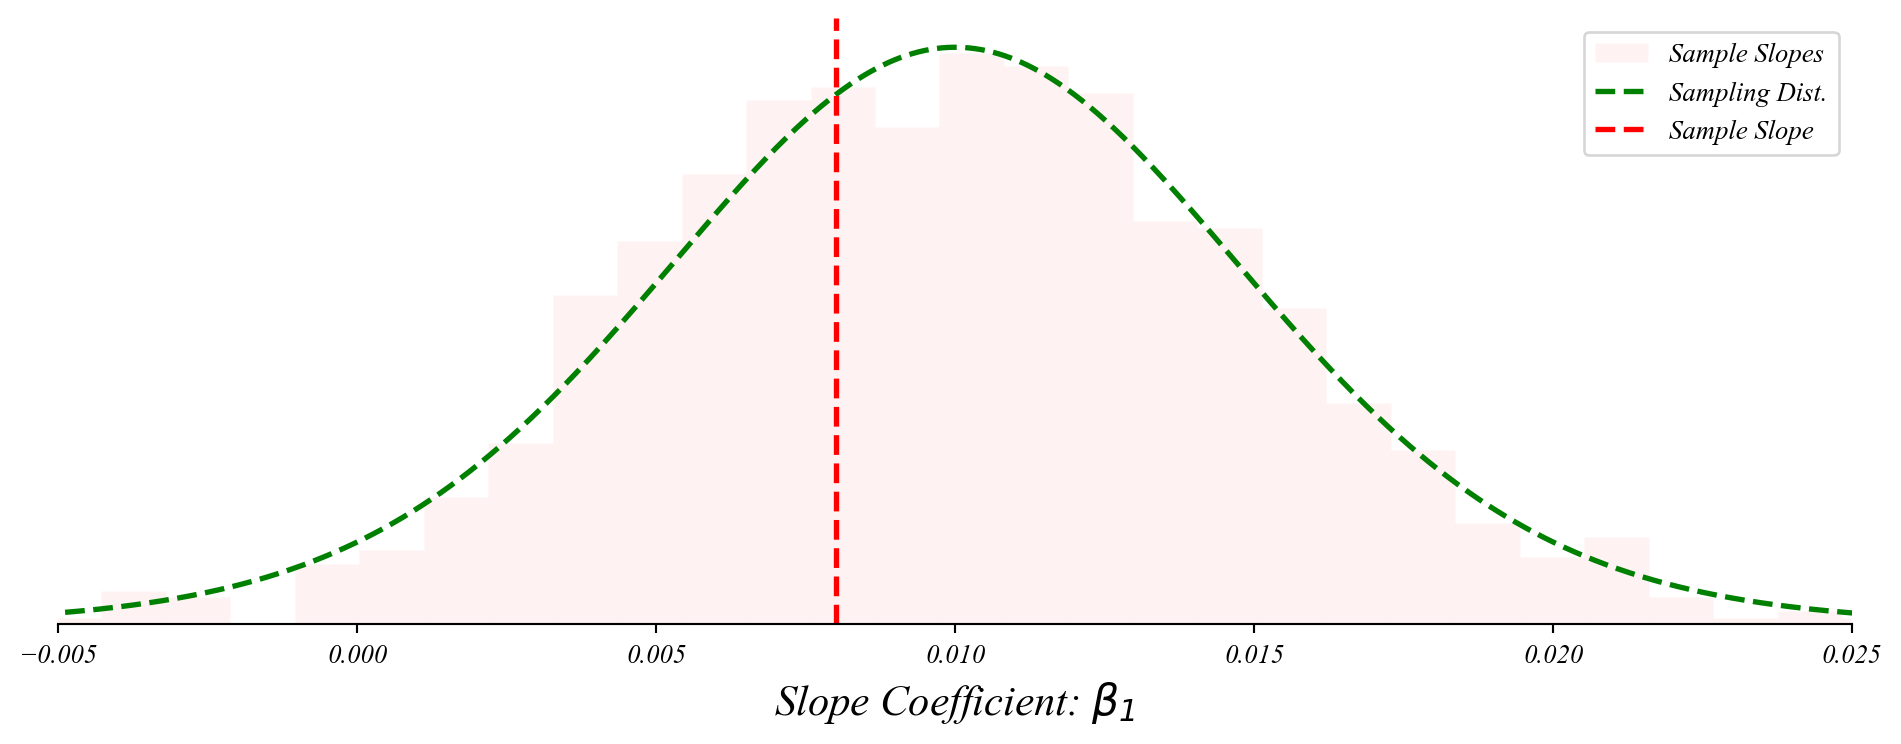 Sample Slopes
Sampling Dist.
Sample Slope
−0.005 0.000 0.005 0.010 0.015 0.020 0.025
Slope Coefficient: β₁